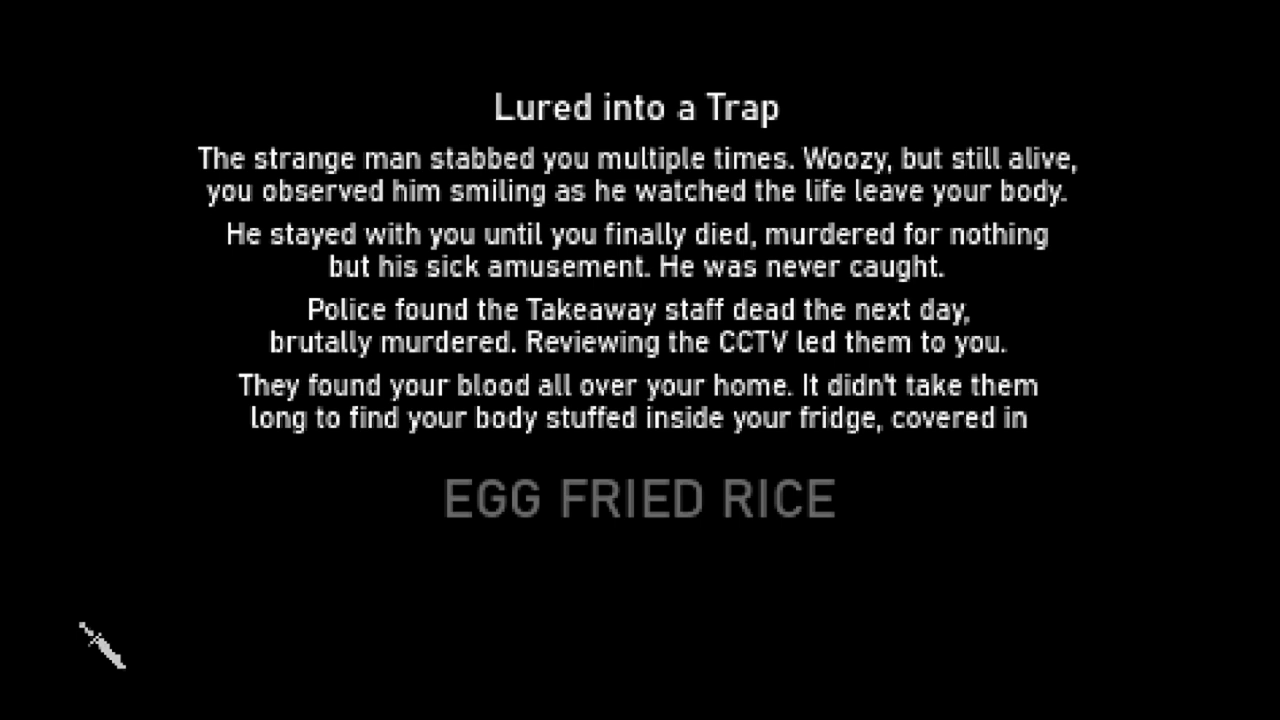 Lured into a Trap
The strange man stabbed you multiple times. Woozy, but still alive,
you observed him smiling as he watched the life leave your body.
He stayed with you until you finally died, murdered for nothing
but his sick amusement. He was never caught.
Police found the Takeaway staff dead the next day,
brutally murdered. Reviewing the CCTV led them to you.
They found your blood all over your home. It didn't take them
long to find your body stuffed inside your fridge, covered in
EGG FRIED RICE